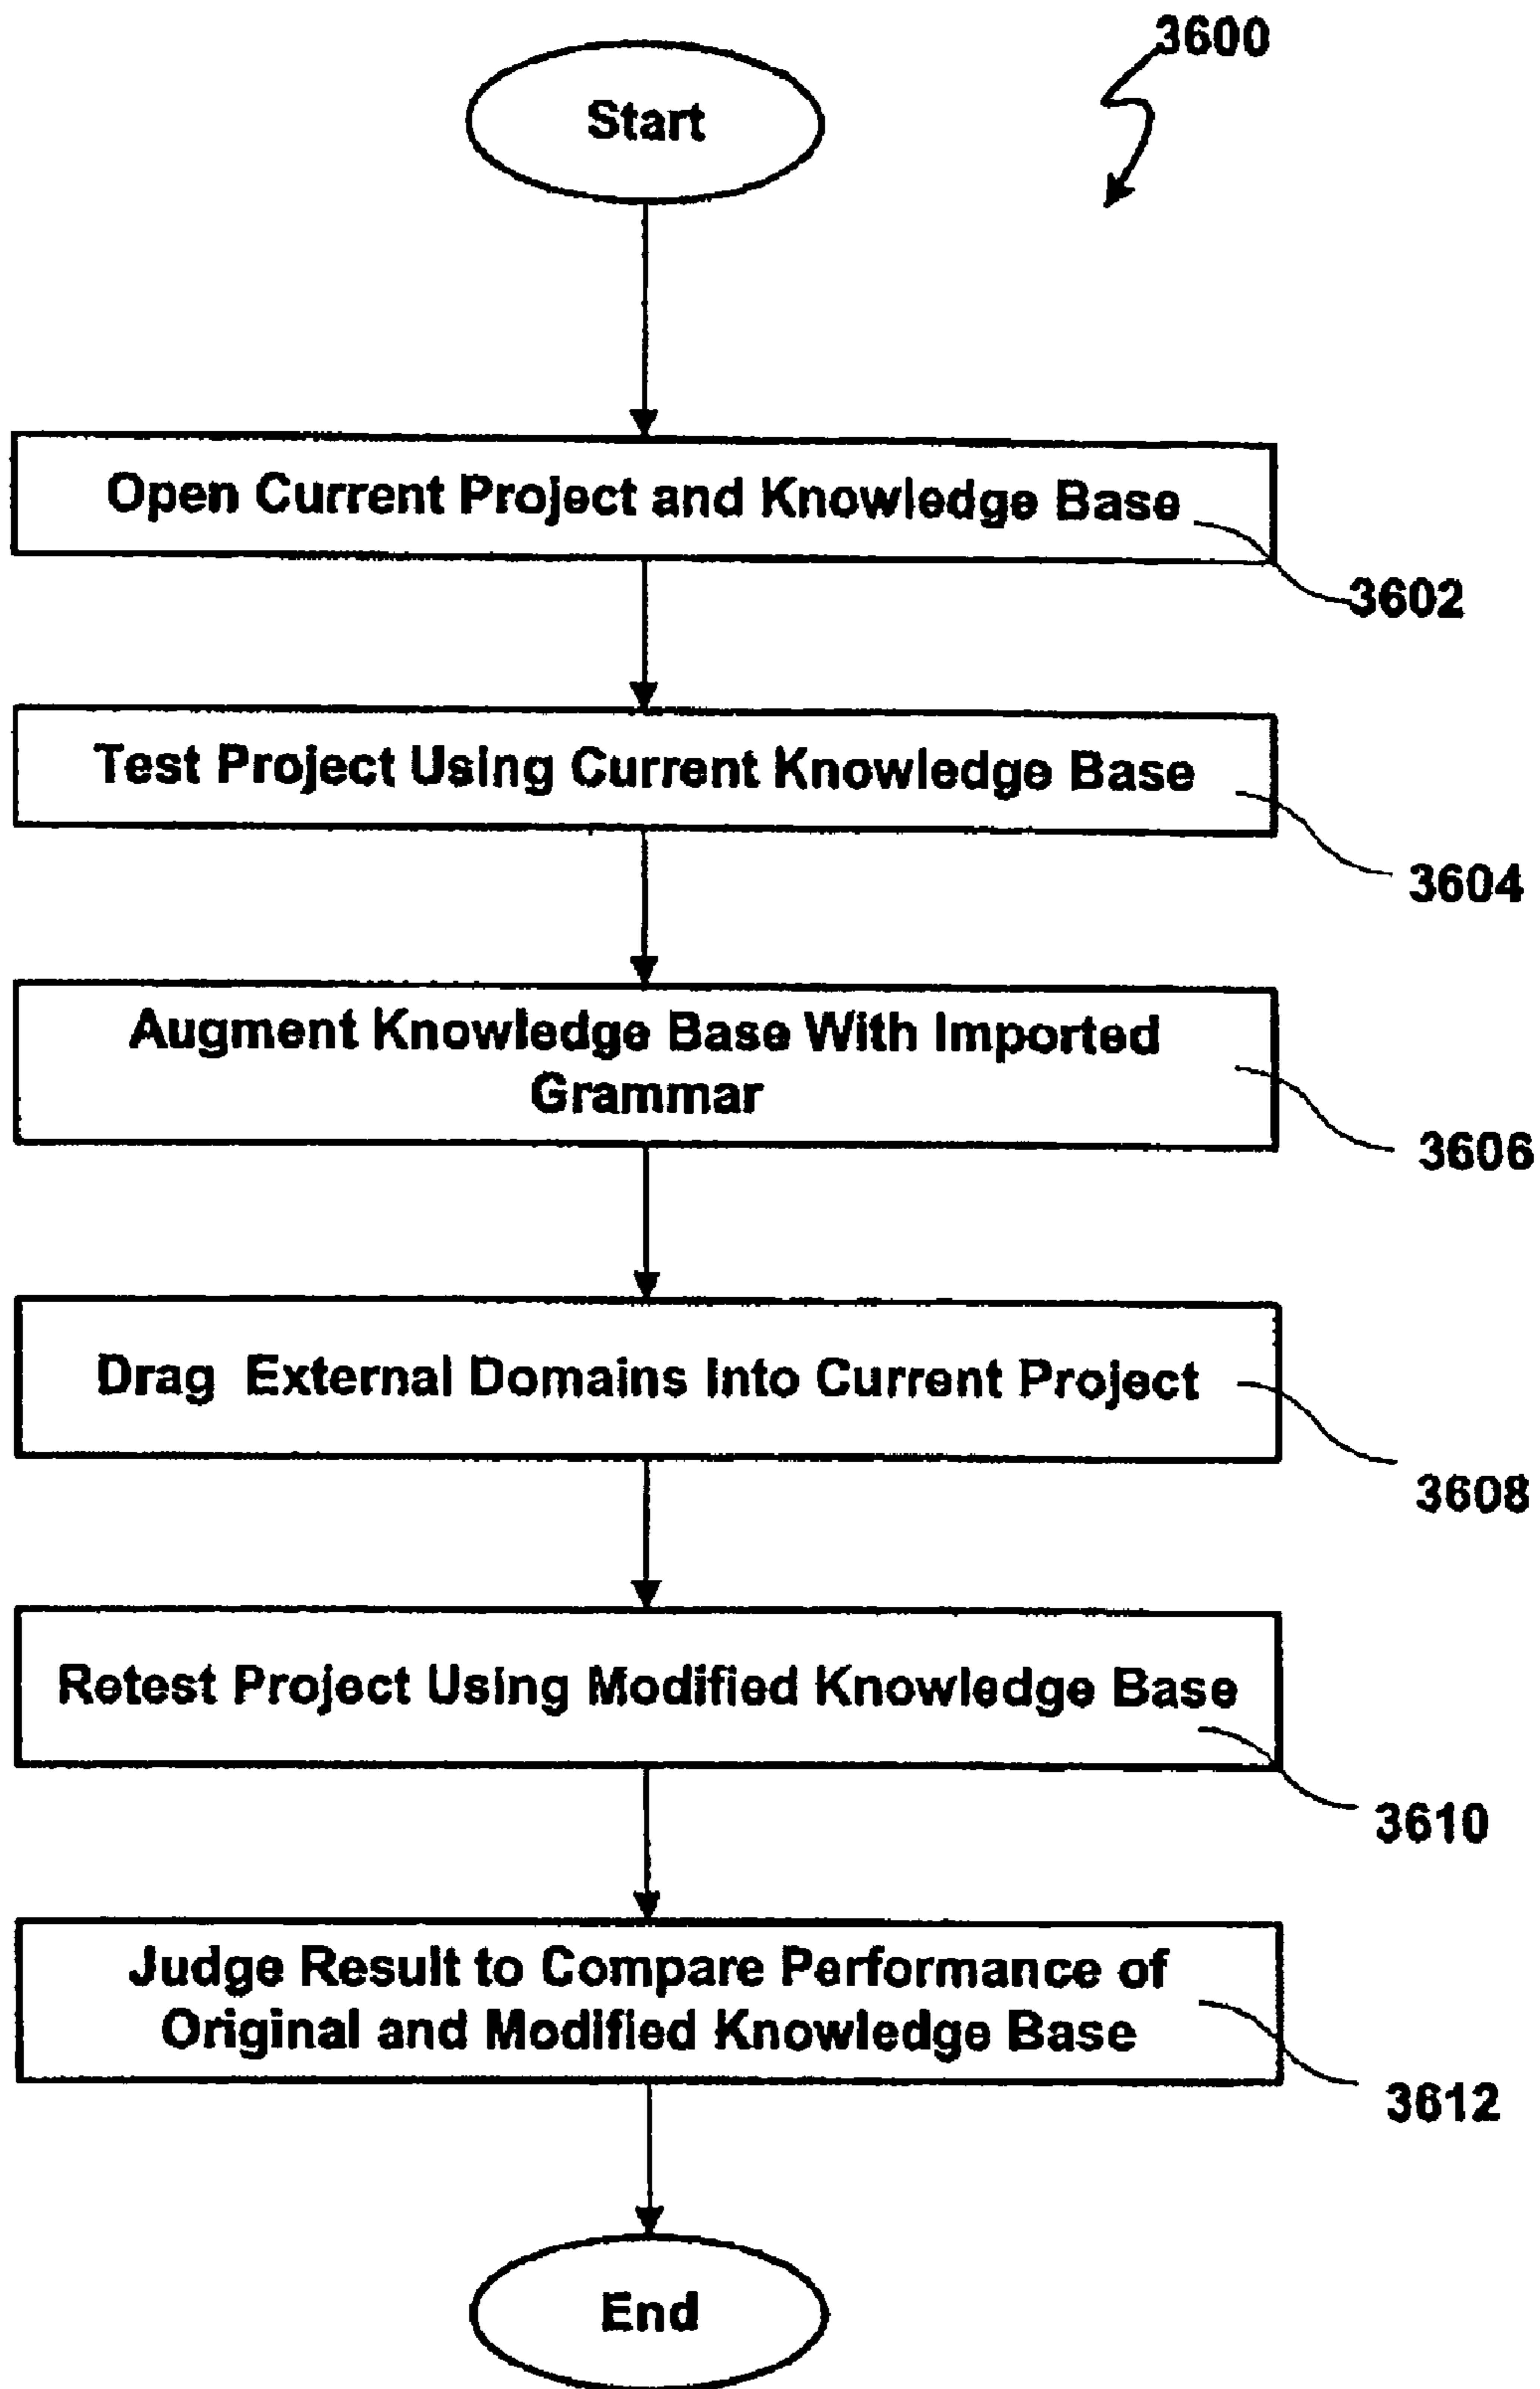 3600
Start
Open Current Project and Knowledge Base
3602
Test Project Using Current Knowledge Base
3604
Augment Knowledge Base With Imported
Grammar
3606
Drag External Domains Into Current Project
3608
Retest Project Using Modified Knowledge Base
3610
Judge Result to Compare Performance of
Original and Modified Knowledge Base
3612
End